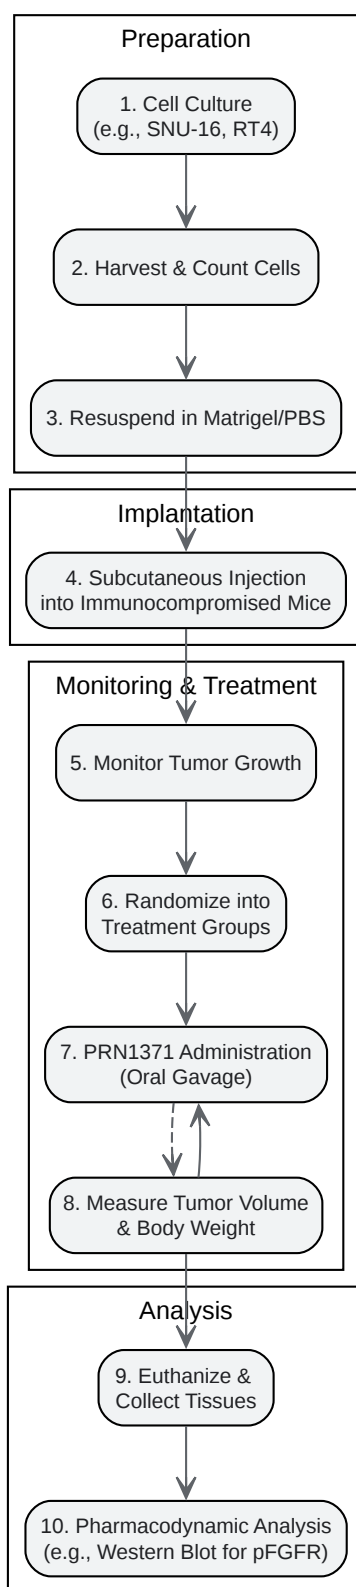 Preparation
1. Cell Culture
(e.g., SNU-16, RT4)
2. Harvest & Count Cells
3. Resuspend in Matrigel/PBS
Implantation
4. Subcutaneous Injection
into Immunocompromised Mice
Monitoring & Treatment
5. Monitor Tumor Growth
6. Randomize into
Treatment Groups
7. PRN1371 Administration
(Oral Gavage)
8. Measure Tumor Volume
& Body Weight
Analysis
9. Euthanize &
Collect Tissues
10. Pharmacodynamic Analysis
(e.g., Western Blot for pFGFR)